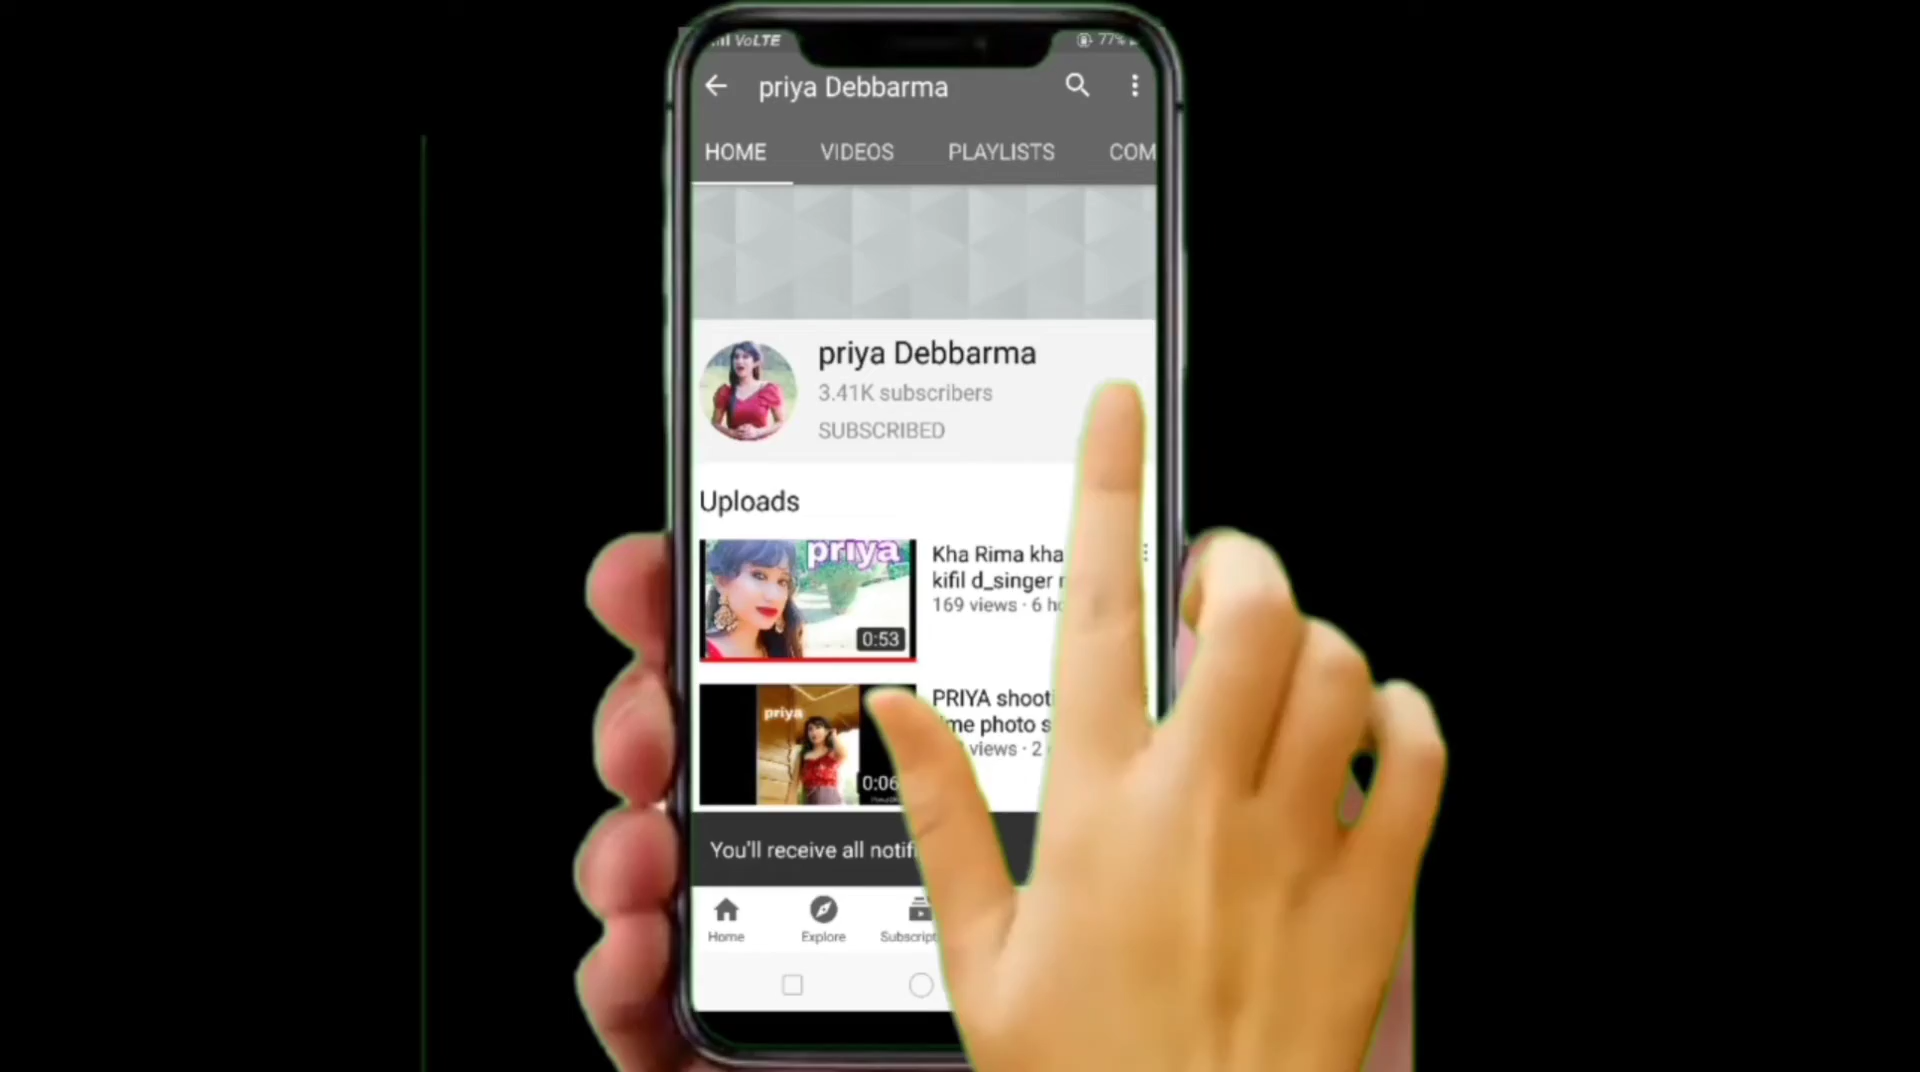 VoLTE
77%
priya Debbarma
HOME VIDEOS PLAYLISTS COM
priya Debbarma
3.41K subscribers
SUBSCRIBED
Uploads
priya
0:53
Kha Rima kha
kifil d_singer
169 views · 6
priya
0:06
PRIYA shoot
me photo s
views · 2
You'll receive all notif
Home Explore Subscript